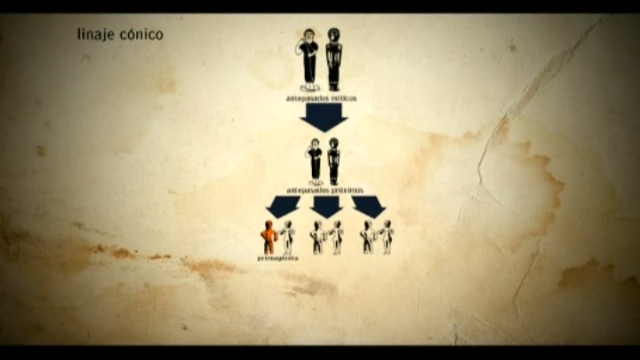 linaje cónico
antepasados míticos
antepasados próximos
primogénito